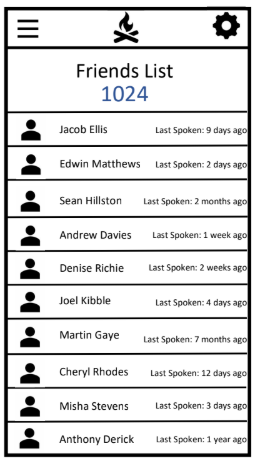 Friends List
1024
Jacob Ellis Last Spoken: 9 days ago
Edwin Matthews Last Spoken: 2 days ago
Sean Hillston Last Spoken: 2 months ago
Andrew Davies Last Spoken: 1 week ago
Denise Richie Last Spoken: 2 weeks ago
Joel Kibble Last Spoken: 4 days ago
Martin Gaye Last Spoken: 7 months ago
Cheryl Rhodes Last Spoken: 12 days ago
Misha Stevens Last Spoken: 3 days ago
Anthony Derick Last Spoken: 1 year ago